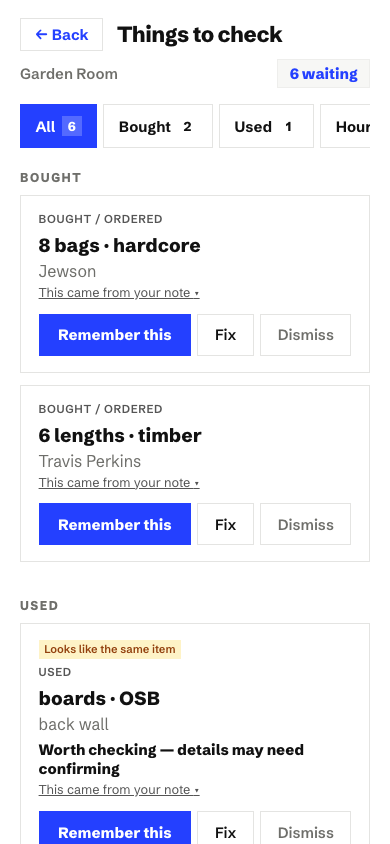 ← Back
Things to check
Garden Room
6 waiting
All 6
Bought 2
Used 1
Hour
BOUGHT
BOUGHT / ORDERED
8 bags · hardcore
Jewson
This came from your note ▾
Remember this
Fix
Dismiss
BOUGHT / ORDERED
6 lengths · timber
Travis Perkins
This came from your note ▾
Remember this
Fix
Dismiss
USED
Looks like the same item
USED
boards · OSB
back wall
Worth checking — details may need
confirming
This came from your note ▾
Remember this
Fix
Dismiss